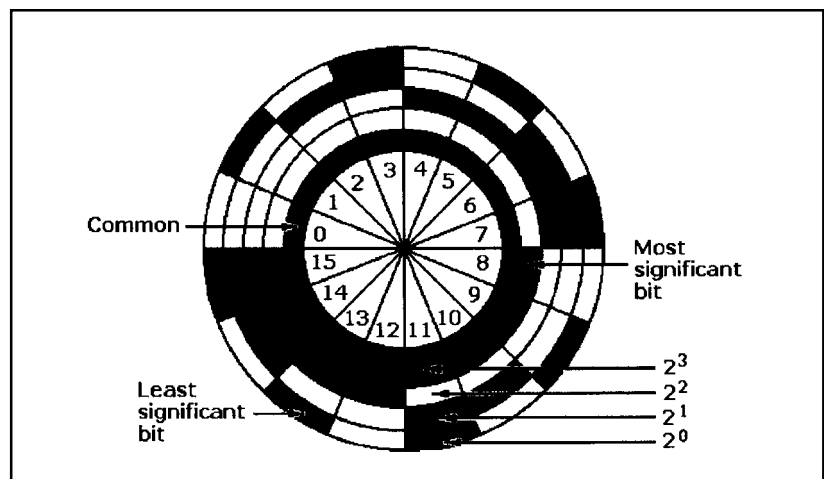 3 4
2 5
1 6
Common
0 7
15 8
Most
significant
bit
14 9
13 10
12 11
2³
2²
2¹
2⁰
Least
significant
bit